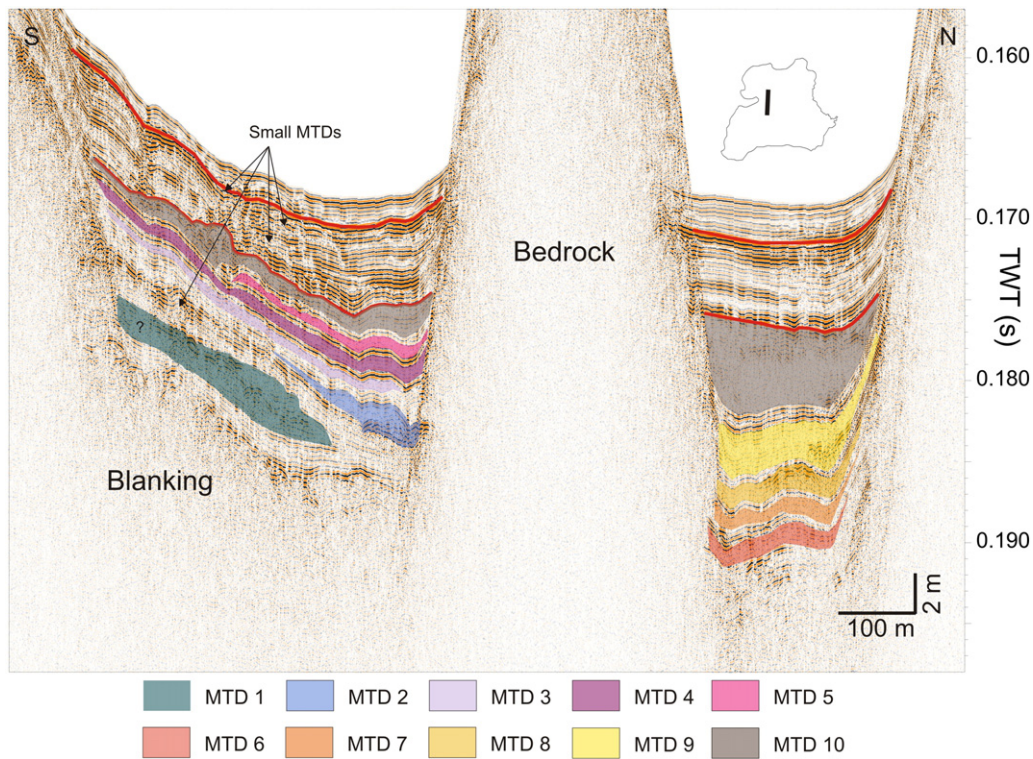 S
N
0.160
Small MTDs
0.170
Bedrock
TWT (s)
?
0.180
Blanking
0.190
2 m
100 m
MTD 1
MTD 2
MTD 3
MTD 4
MTD 5
MTD 6
MTD 7
MTD 8
MTD 9
MTD 10